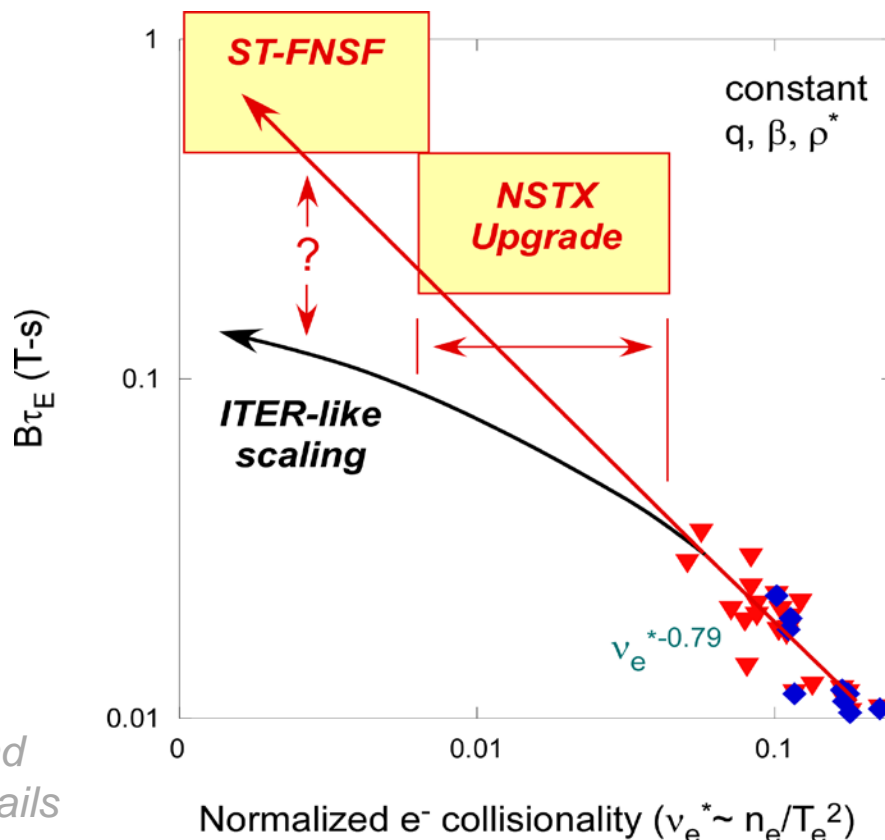 1
ST-FNSF
constant
q, β, ρ*
NSTX
Upgrade
?
BτE (T-s)
0.1
ITER-like
scaling
νe*-0.79
0.01
0
0.01
0.1
ails
Normalized e- collisionality (νe*~ ne/Te2)